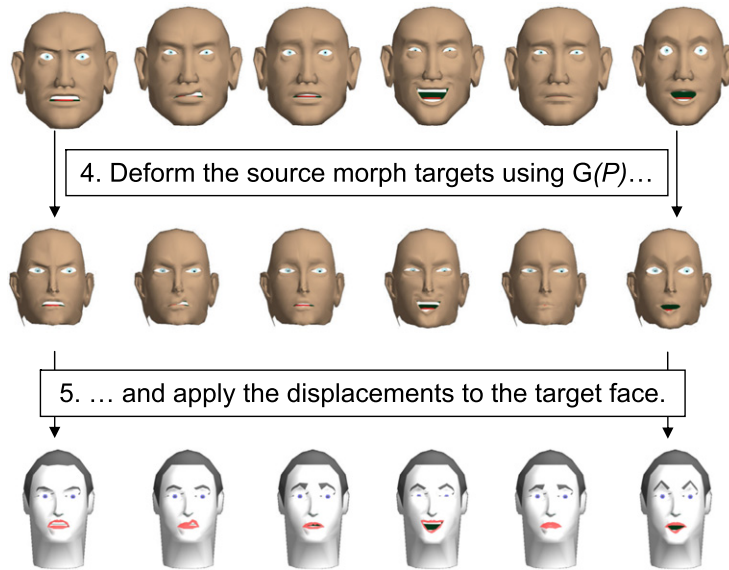 4. Deform the source morph targets using G(P)…
5. … and apply the displacements to the target face.